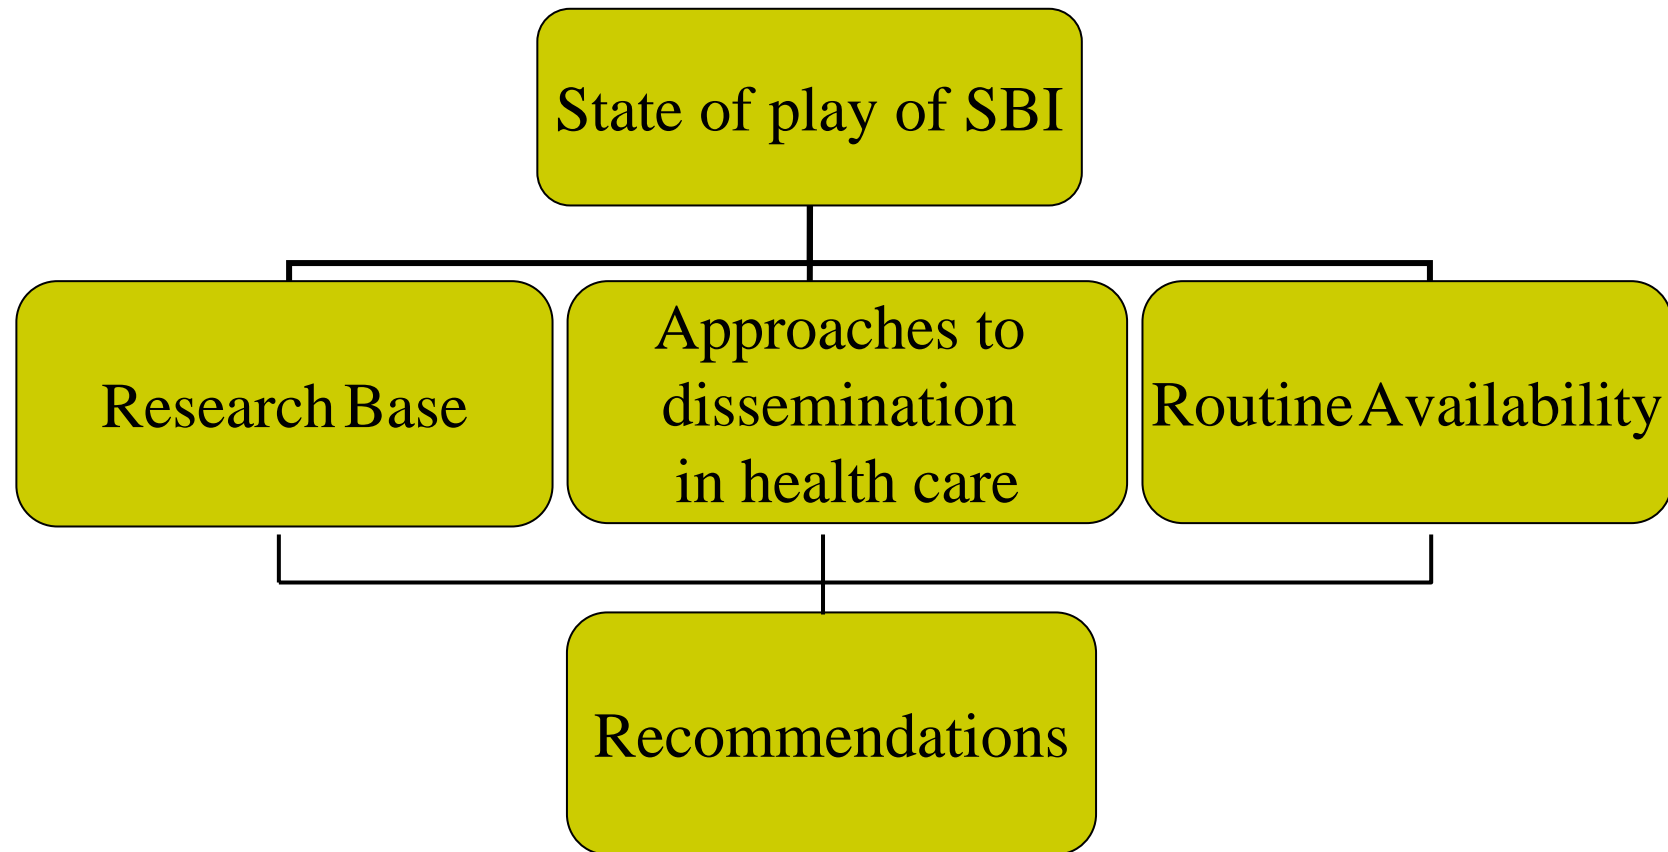 State of play of SBI
Research Base
Approaches to
dissemination
in health care
Routine Availability
Recommendations